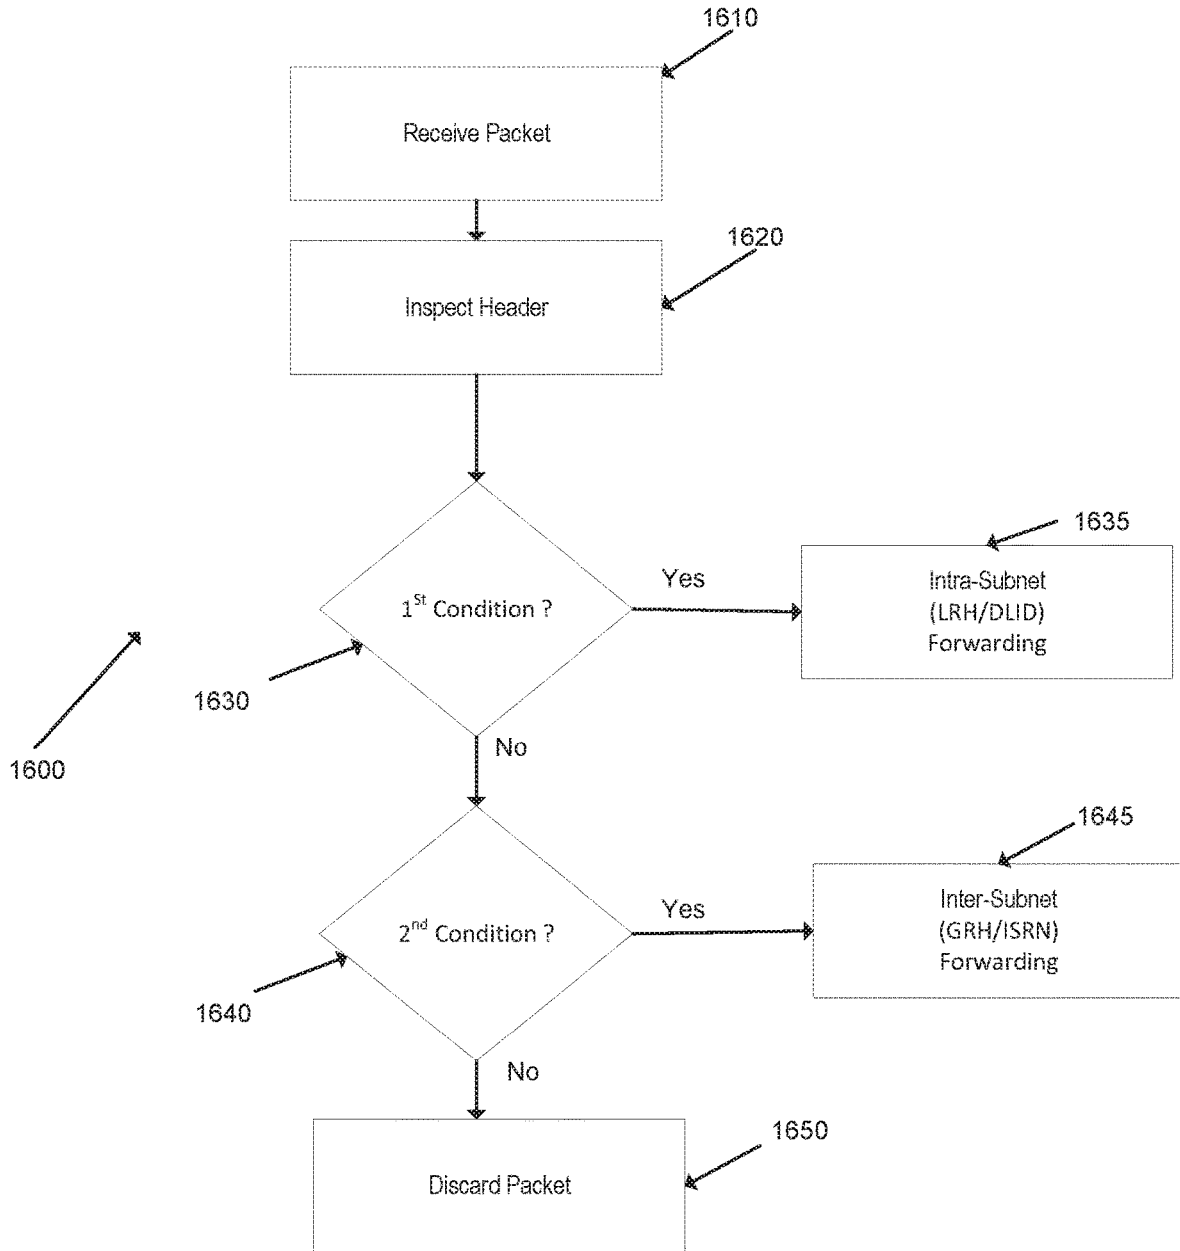 1610
Receive Packet
1620
Inspect Header
1635
Yes
Intra-Subnet
(LRH/DLID)
Forwarding
1st Condition ?
1630
No
1600
1645
Yes
Inter-Subnet
(GRH/ISRN)
Forwarding
2nd Condition ?
1640
No
1650
Discard Packet